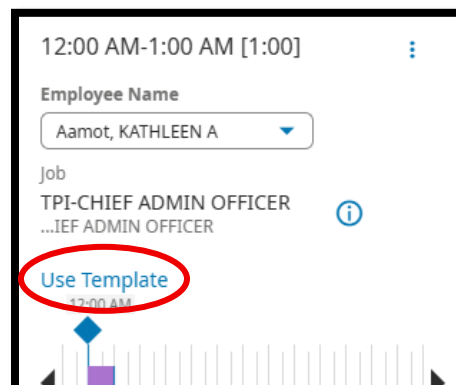 12:00 AM-1:00 AM [1:00]
Employee Name
Aamot, KATHLEEN A
Job
TPI-CHIEF ADMIN OFFICER
...IEF ADMIN OFFICER
Use Template
12:00 AM